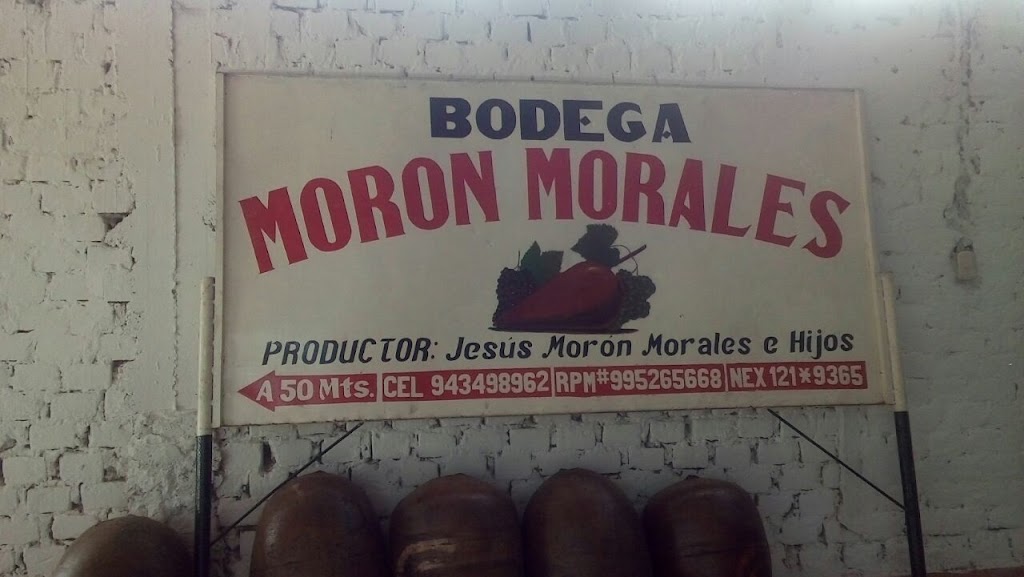 BODEGA
MORON MORALES
PRODUCTOR: Jesús Morón Morales e Hijos
A 50 Mts. CEL 943498962 RPM#995265668 NEX 121*9365